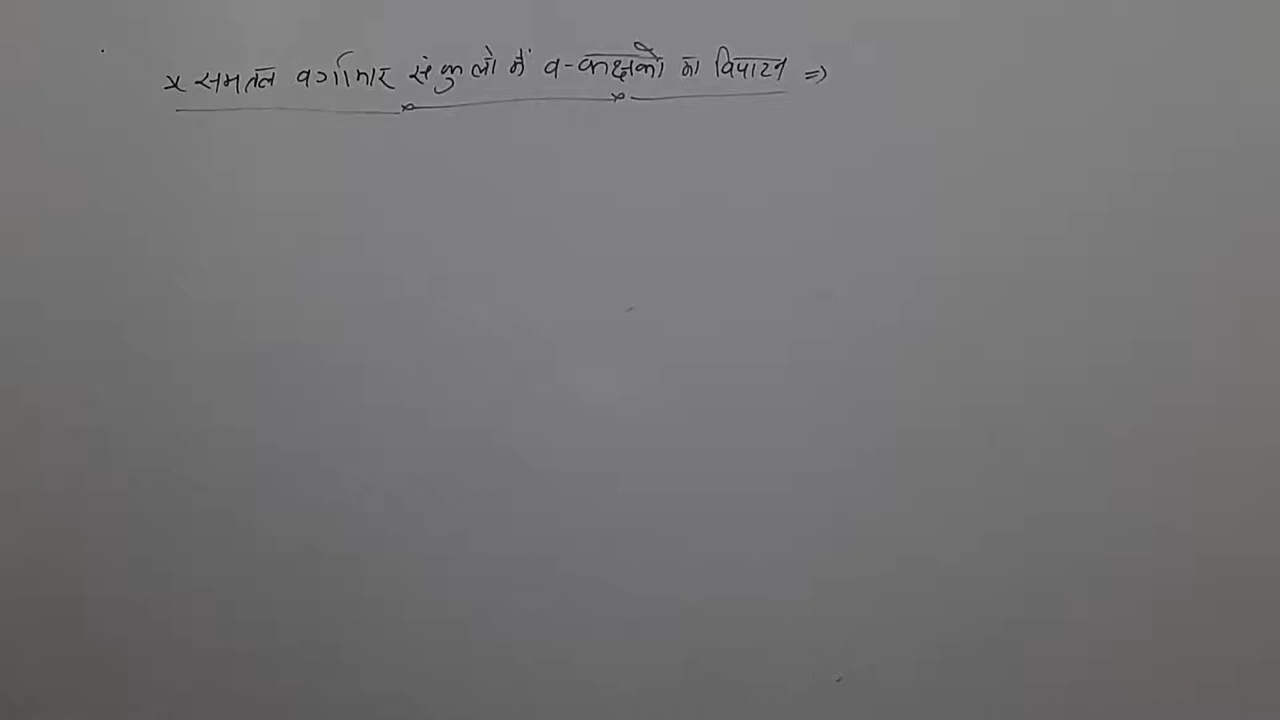 × समतल वर्गाकार संकुलो में d-कक्षको का विपाटन ⇒